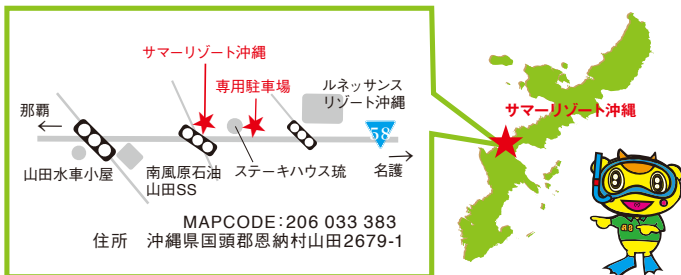 サマーリゾート沖縄
専用駐車場
ルネッサンス
リゾート沖縄
那覇
58
山田水車小屋
南風原石油
山田SS
ステーキハウス琉
名護
MAPCODE:206 033 383
住所 沖縄県国頭郡恩納村山田2679-1
サマーリゾート沖縄